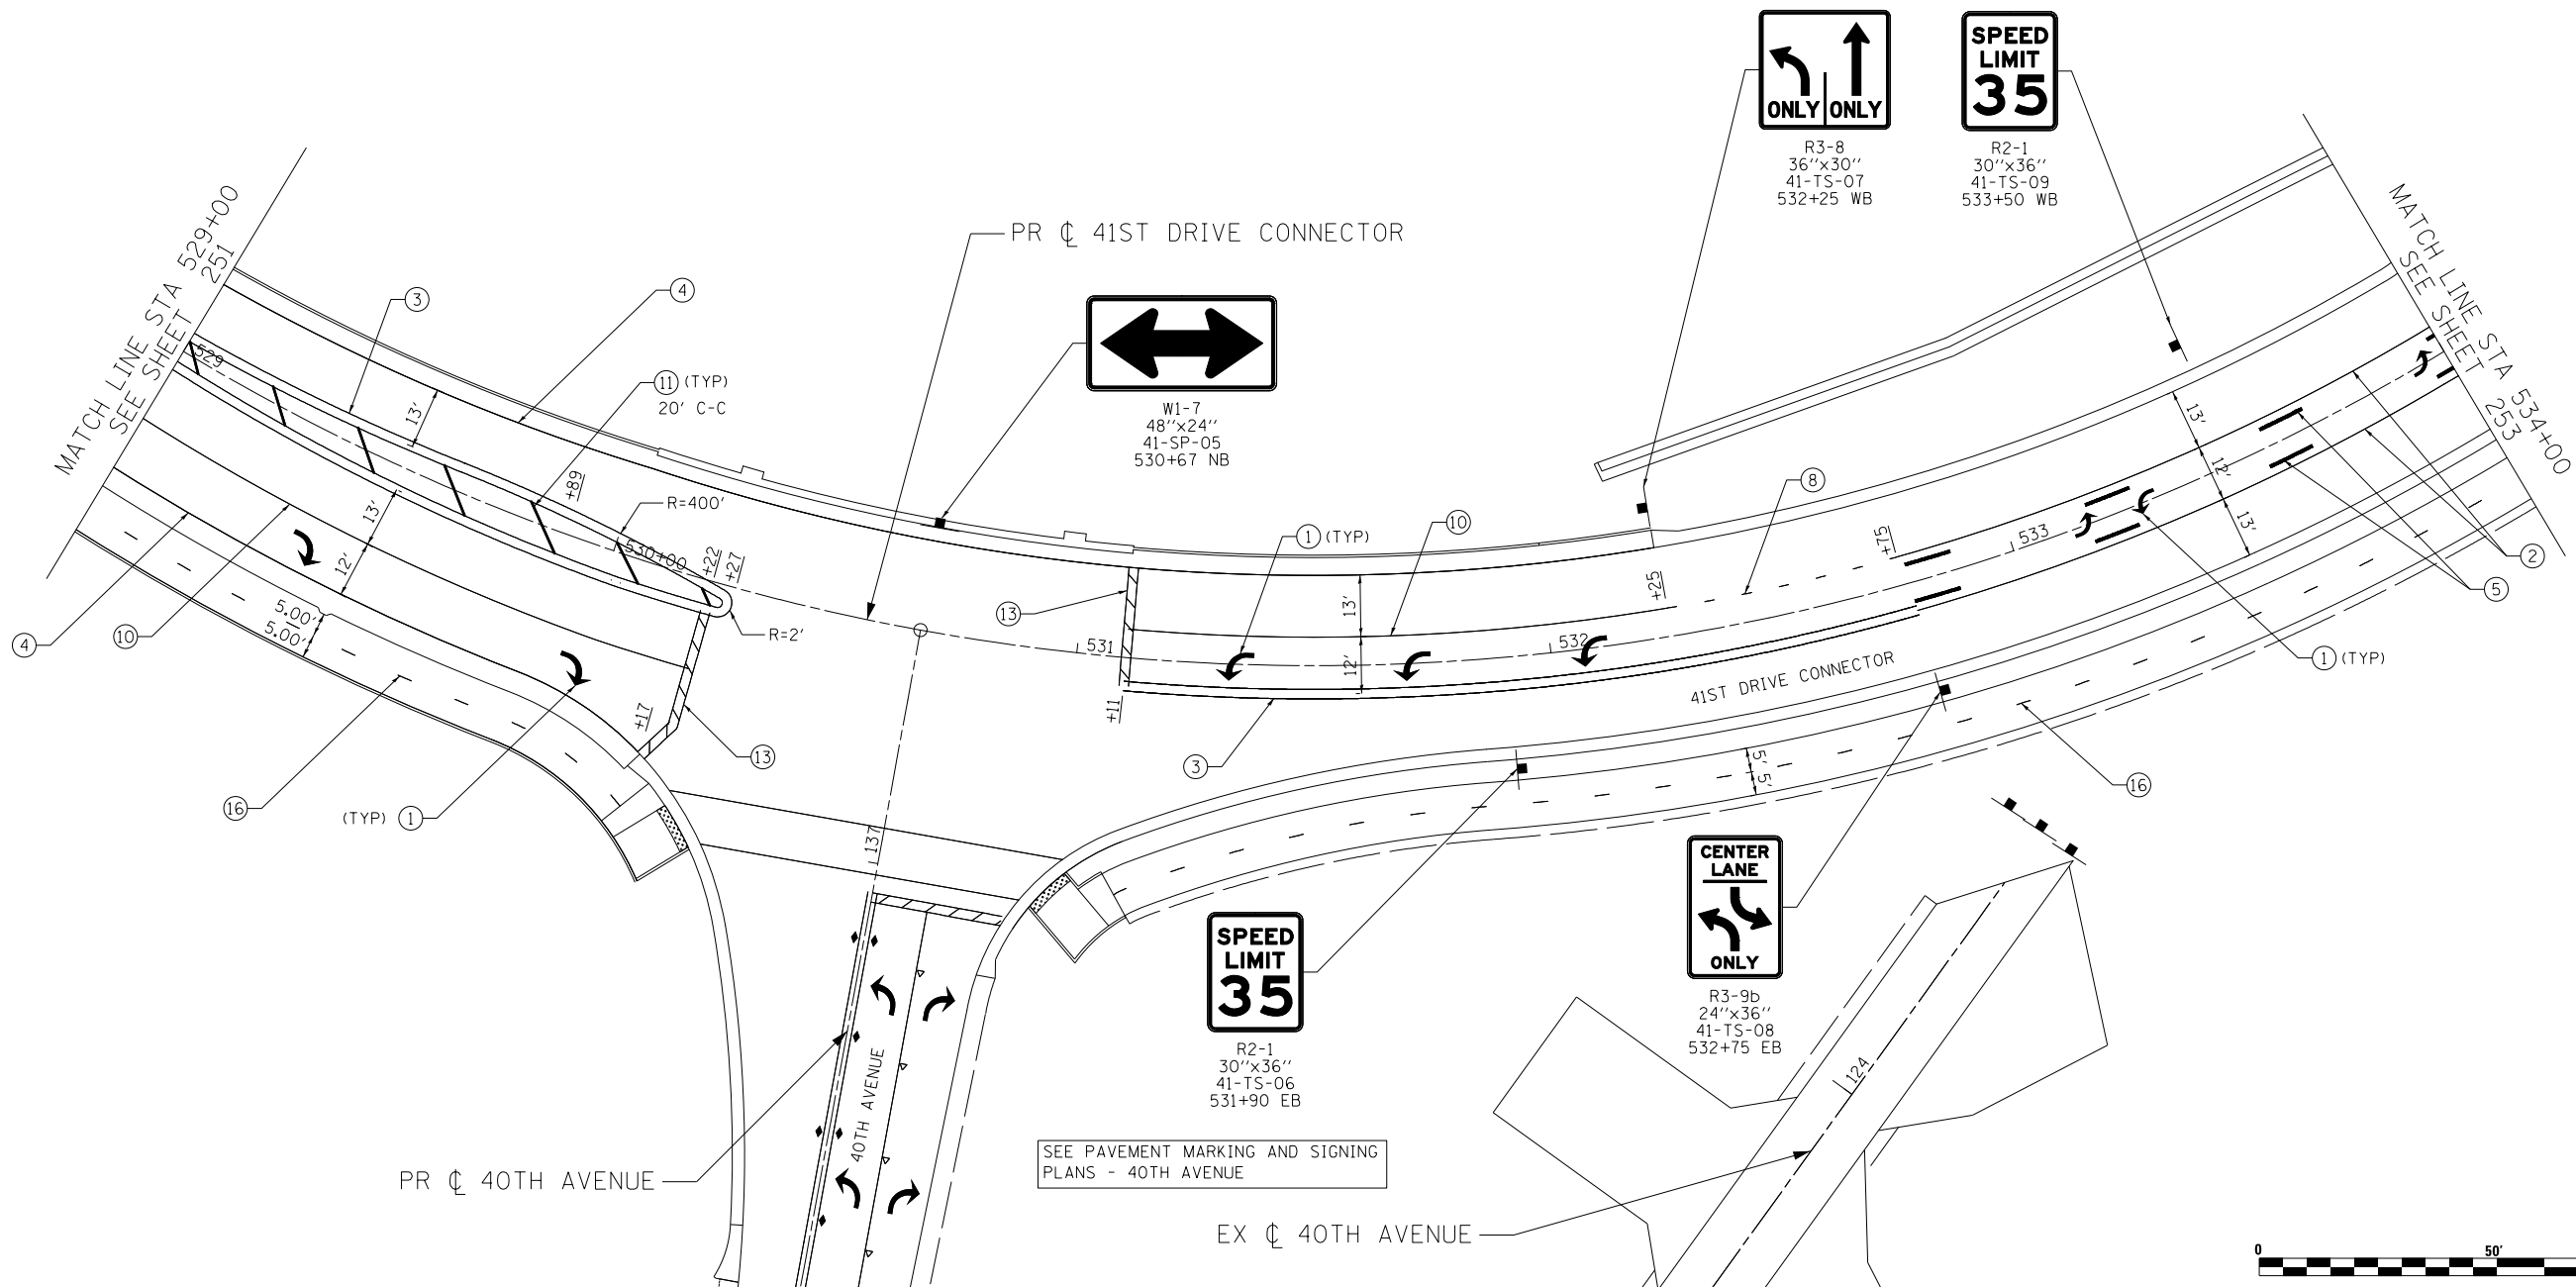 ONLY ONLY
R3-8
36''x30''
41-TS-07
532+25 WB
SPEED
LIMIT
35
R2-1
30''x36''
41-TS-09
533+50 WB
MATCH LINE STA 529+00
SEE SHEET 251
MATCH LINE STA 534+00
SEE SHEET 253
PR ℄ 41ST DRIVE CONNECTOR
W1-7
48''x24''
41-SP-05
530+67 NB
3
4
11 (TYP)
20' C-C
529
13'
+89
R=400'
530+00
+22
+27
R=2'
13'
12'
4
10
5.00'
5.00'
16
(TYP) 1
+17
13
13
531
+11
1 (TYP)
10
13'
12'
532
+25
8
+75
533
13'
12'
13'
2
5
1 (TYP)
16
3
41ST DRIVE CONNECTOR
5'
5'
137
SPEED
LIMIT
35
R2-1
30''x36''
41-TS-06
531+90 EB
CENTER
LANE
ONLY
R3-9b
24''x36''
41-TS-08
532+75 EB
40TH AVENUE
PR ℄ 40TH AVENUE
SEE PAVEMENT MARKING AND SIGNING
PLANS - 40TH AVENUE
124
EX ℄ 40TH AVENUE
0 50'